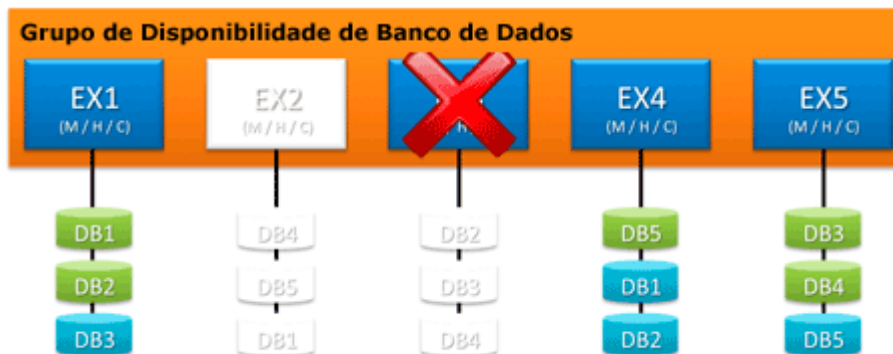 Grupo de Disponibilidade de Banco de Dados
EX1 EX2 EX4 EX5
(M / H / C) (M / H / C) (M / H / C) (M / H / C)
DB1 DB4 DB2 DB5 DB3
DB2 DB5 DB3 DB1 DB4
DB3 DB1 DB4 DB2 DB5